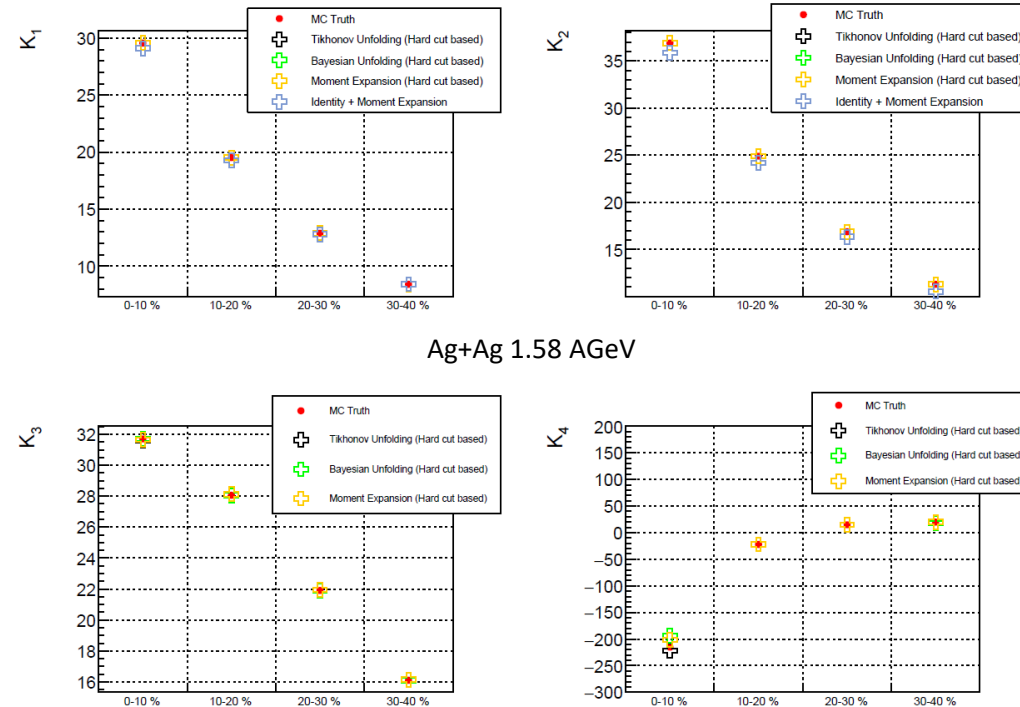 K1
30
25
20
15
10
0-10 %
10-20 %
20-30 %
30-40 %
MC Truth
Tikhonov Unfolding (Hard cut based)
Bayesian Unfolding (Hard cut based)
Moment Expansion (Hard cut based)
Identity + Moment Expansion
K2
35
25
15
0-10 %
10-20 %
20-30 %
30-40 %
MC Truth
Tikhonov Unfolding (Hard cut based)
Bayesian Unfolding (Hard cut based)
Moment Expansion (Hard cut based)
Identity + Moment Expansion
Ag+Ag 1.58 AGeV
K3
32
30
28
26
24
22
20
18
16
0-10 %
10-20 %
20-30 %
30-40 %
MC Truth
Tikhonov Unfolding (Hard cut based)
Bayesian Unfolding (Hard cut based)
Moment Expansion (Hard cut based)
K4
200
150
100
50
0
−50
−100
−150
−200
−250
−300
0-10 %
10-20 %
20-30 %
30-40 %
MC Truth
Tikhonov Unfolding (Hard cut based
Bayesian Unfolding (Hard cut based
Moment Expansion (Hard cut based